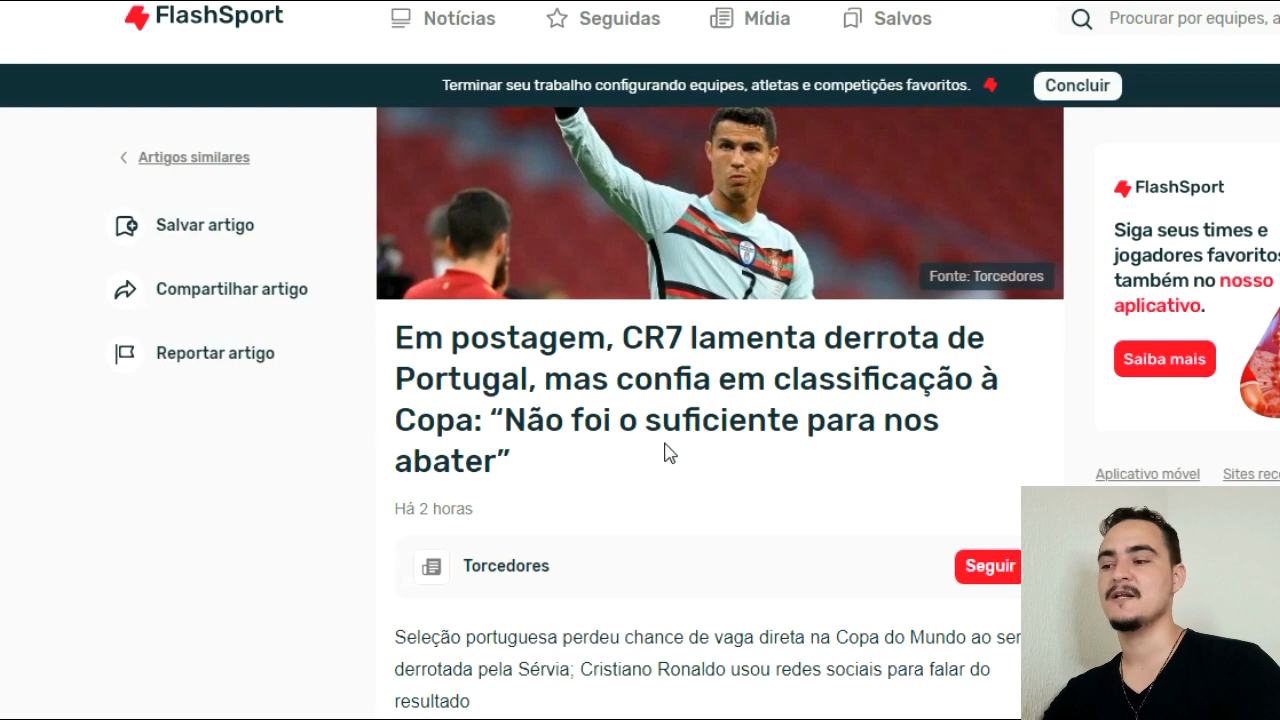 FlashSport
Notícias
Seguidas
Mídia
Salvos
Procurar por equipes, a
Terminar seu trabalho configurando equipes, atletas e competições favoritos.
Concluir
Artigos similares
Salvar artigo
Compartilhar artigo
Reportar artigo
7
Fonte: Torcedores
Em postagem, CR7 lamenta derrota de
Portugal, mas confia em classificação à
Copa: “Não foi o suficiente para nos
abater”
Há 2 horas
Torcedores
Seguir
Seleção portuguesa perdeu chance de vaga direta na Copa do Mundo ao ser
derrotada pela Sérvia; Cristiano Ronaldo usou redes sociais para falar do
resultado
FlashSport
Siga seus times e
jogadores favoritos
também no nosso
aplicativo.
Saiba mais
Aplicativo móvel
Sites rec